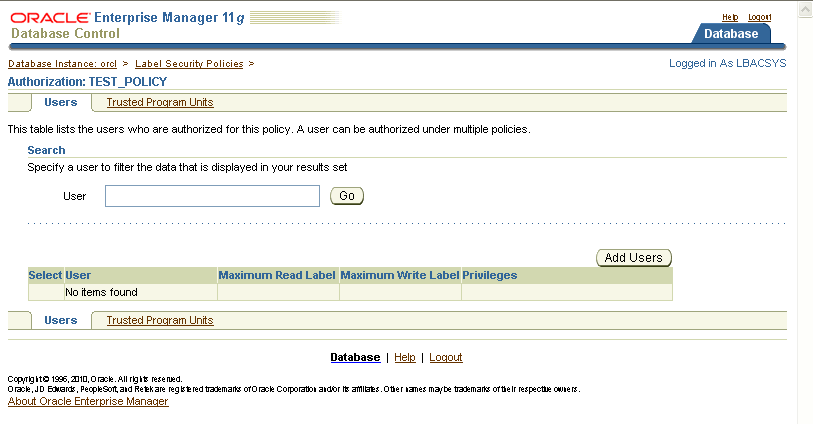 ORACLE Enterprise Manager 11g
Database Control
Help Logout
Database
Database Instance: orcl > Label Security Policies >
Logged in As LBACSYS
Authorization: TEST_POLICY
Users Trusted Program Units
This table lists the users who are authorized for this policy. A user can be authorized under multiple policies.
Search
Specify a user to filter the data that is displayed in your results set
User Go
Add Users
Select User Maximum Read Label Maximum Write Label Privileges
No items found
Users Trusted Program Units
Database | Help | Logout
Copyright © 1996, 2010, Oracle. All rights reserved.
Oracle, JD Edwards, PeopleSoft, and Retek are registered trademarks of Oracle Corporation and/or its affiliates. Other names may be trademarks of their respective owners.
About Oracle Enterprise Manager